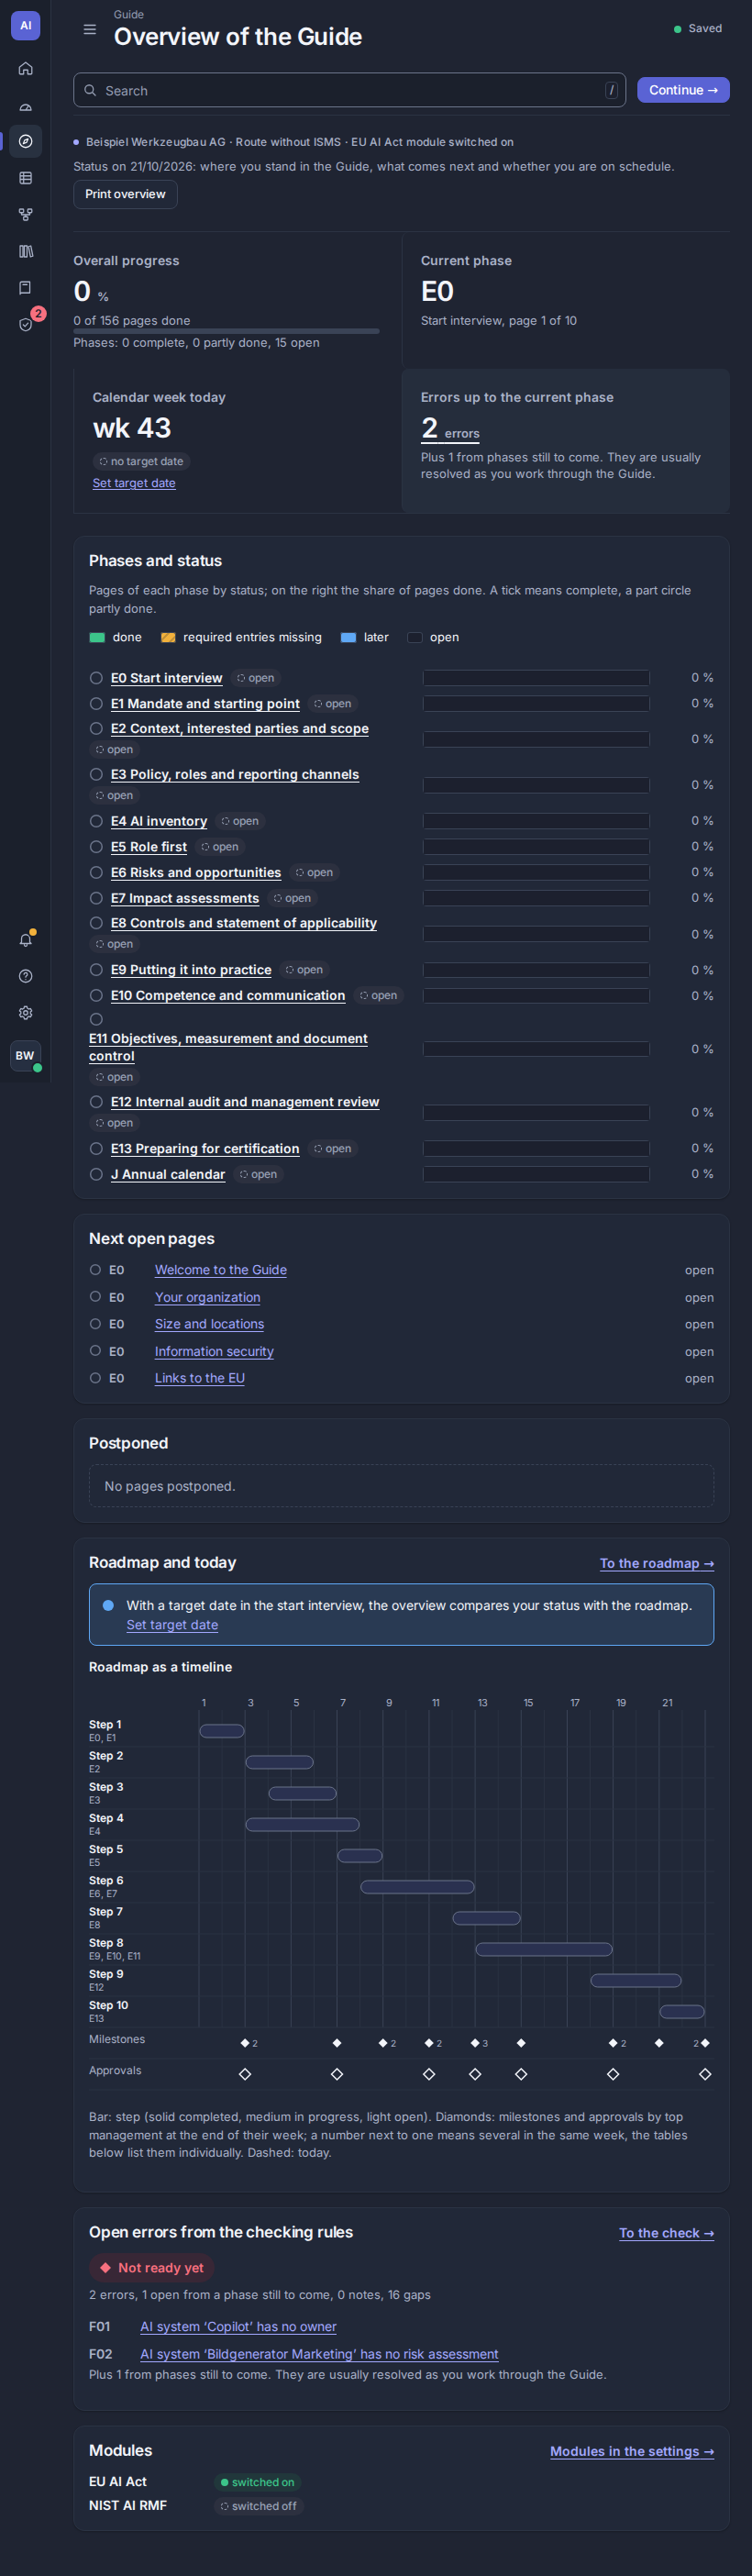 AI
Guide
Overview of the Guide
Saved
Search
/
Continue →
Beispiel Werkzeugbau AG · Route without ISMS · EU AI Act module switched on
Status on 21/10/2026: where you stand in the Guide, what comes next and whether you are on schedule.
Print overview
Overall progress
0 %
0 of 156 pages done
Phases: 0 complete, 0 partly done, 15 open
Current phase
E0
Start interview, page 1 of 10
2
Calendar week today
wk 43
no target date
Set target date
Errors up to the current phase
2 errors
Plus 1 from phases still to come. They are usually
resolved as you work through the Guide.
Phases and status
Pages of each phase by status; on the right the share of pages done. A tick means complete, a part circle
partly done.
done required entries missing later open
E0 Start interview open 0 %
E1 Mandate and starting point open 0 %
E2 Context, interested parties and scope
open 0 %
E3 Policy, roles and reporting channels
open 0 %
E4 AI inventory open 0 %
E5 Role first open 0 %
E6 Risks and opportunities open 0 %
E7 Impact assessments open 0 %
E8 Controls and statement of applicability
open 0 %
E9 Putting it into practice open 0 %
E10 Competence and communication open 0 %
E11 Objectives, measurement and document
control
open 0 %
E12 Internal audit and management review
open 0 %
E13 Preparing for certification open 0 %
J Annual calendar open 0 %
BW
Next open pages
E0 Welcome to the Guide open
E0 Your organization open
E0 Size and locations open
E0 Information security open
E0 Links to the EU open
Postponed
No pages postponed.
Roadmap and today
To the roadmap →
With a target date in the start interview, the overview compares your status with the roadmap.
Set target date
Roadmap as a timeline
1 3 5 7 9 11 13 15 17 19 21
Step 1
E0, E1
Step 2
E2
Step 3
E3
Step 4
E4
Step 5
E5
Step 6
E6, E7
Step 7
E8
Step 8
E9, E10, E11
Step 9
E12
Step 10
E13
Milestones 2 2 2 3 2 2
Approvals
Bar: step (solid completed, medium in progress, light open). Diamonds: milestones and approvals by top
management at the end of their week; a number next to one means several in the same week, the tables
below list them individually. Dashed: today.
Open errors from the checking rules
To the check →
Not ready yet
2 errors, 1 open from a phase still to come, 0 notes, 16 gaps
F01 AI system ‘Copilot’ has no owner
F02 AI system ‘Bildgenerator Marketing’ has no risk assessment
Plus 1 from phases still to come. They are usually resolved as you work through the Guide.
Modules
Modules in the settings →
EU AI Act switched on
NIST AI RMF switched off